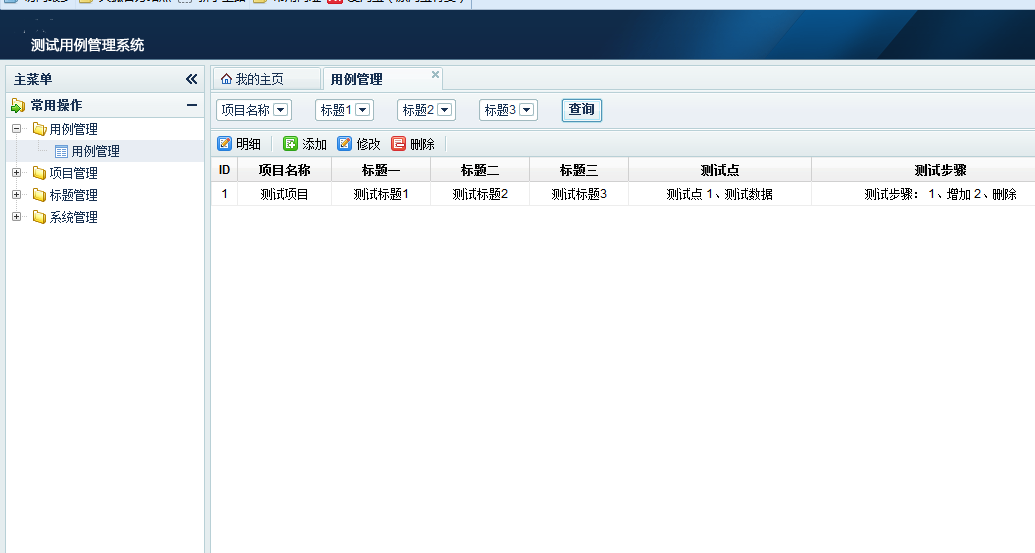 测试用例管理系统
主菜单
我的主页 用例管理
常用操作
项目名称 标题1 标题2 标题3 查询
用例管理
明细 添加 修改 删除
用例管理
项目管理
标题管理
系统管理
ID 项目名称 标题一 标题二 标题三 测试点 测试步骤
1 测试项目 测试标题1 测试标题2 测试标题3 测试点 1、测试数据 测试步骤： 1、增加 2、删除